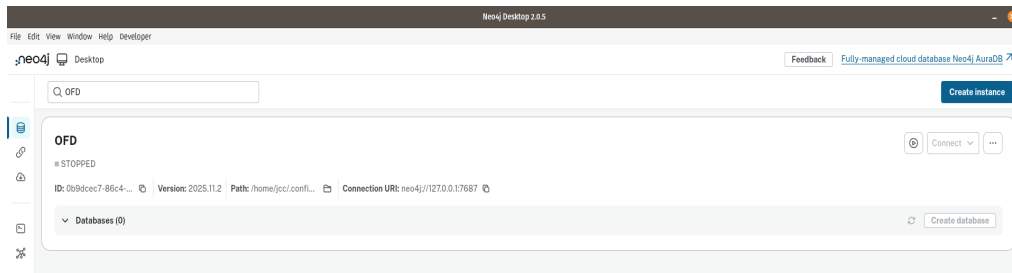 Neo4j Desktop 2.0.5
File Edit View Window Help Developer
:neo4j Desktop Feedback Fully-managed cloud database Neo4j AuraDB
OFD Create instance
OFD Connect
STOPPED
ID: 0b9dcec7-86c4-... Version: 2025.11.2 Path: /home/jcc/.confi... Connection URI: neo4j://127.0.0.1:7687
Databases (0) Create database